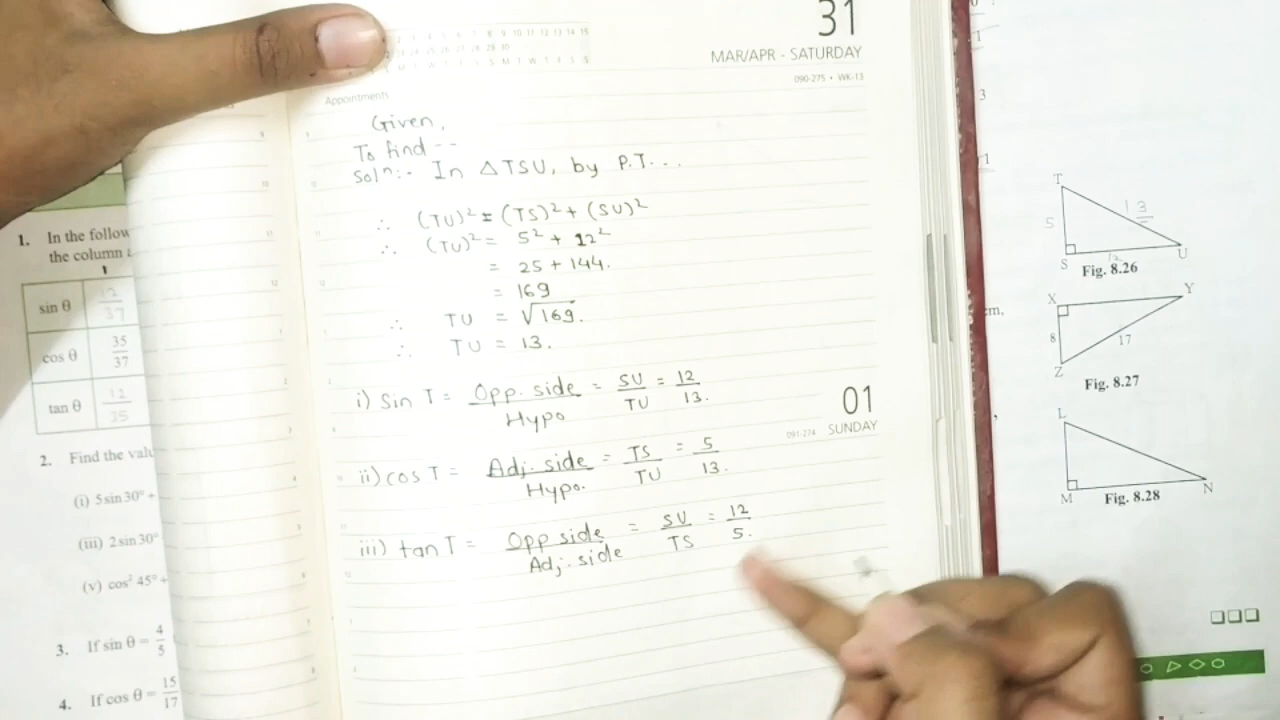 31
MAR/APR - SATURDAY
090-275 • WK-13
Appointments
Given,
To find --
Solⁿ:- In △TSU, by P.T...
∴ (TU)² = (TS)² + (SU)²
∴ (TU)² = 5² + 12²
= 25 + 144.
= 169
∴ TU = √169.
∴ TU = 13.
i) Sin T = Opp. side / Hypo = SU / TU = 12 / 13.
ii) cos T = Adj. side / Hypo. = TS / TU = 5 / 13.
iii) tan T = Opp side / Adj. side = SU / TS = 12 / 5.
01
091-274 SUNDAY
1. In the follow
the column
sin θ 12/37
cos θ 35/37
tan θ 12/35
2. Find the valu
(i) 5 sin 30° +
(iii) 2 sin 30°
(v) cos² 45° +
3. If sin θ = 4/5
4. If cos θ = 15/17
3
T
5
13
S
12
U
Fig. 8.26
X
Y
8
17
Z
Fig. 8.27
em,
L
M
N
Fig. 8.28